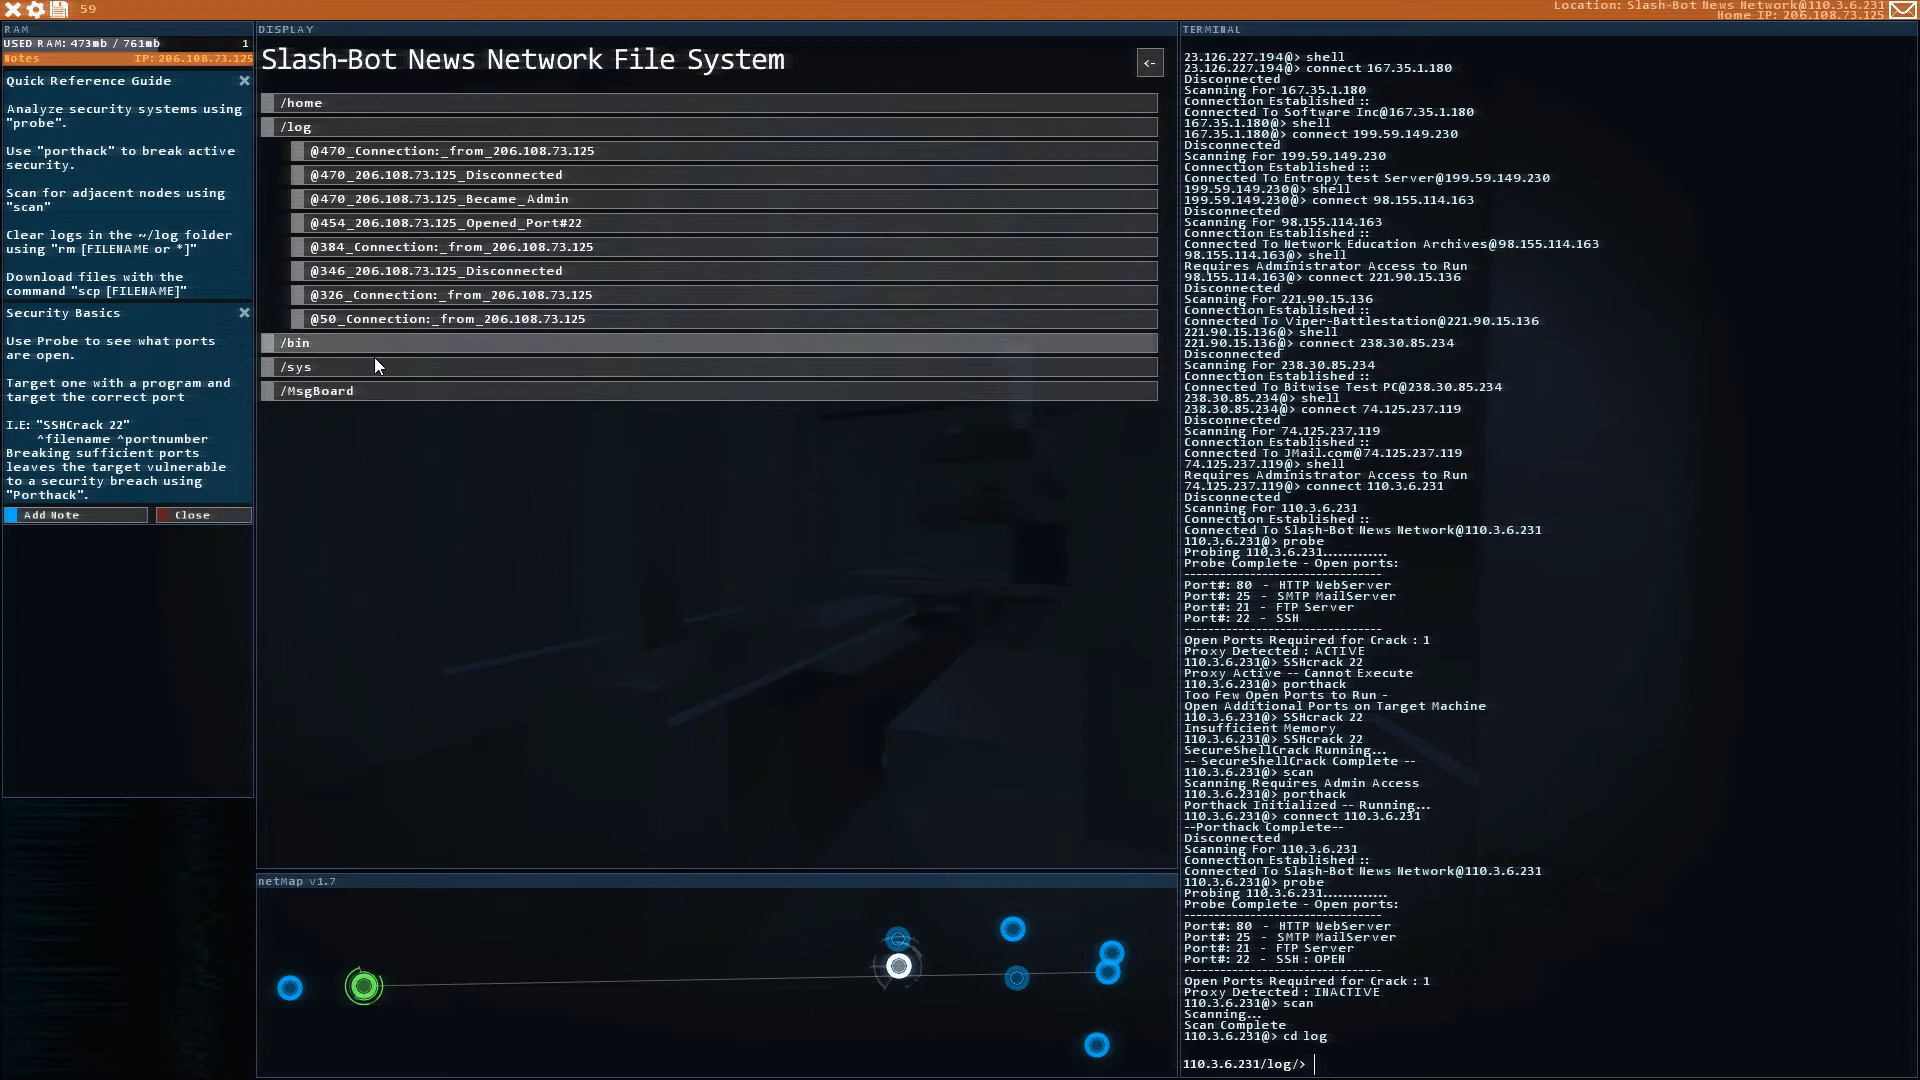 59
Location: Slash-Bot News Network@110.3.6.231
Home IP: 206.108.73.125
RAM
USED RAM: 473mb / 761mb 1
Notes IP: 206.108.73.125
Quick Reference Guide
Analyze security systems using
"probe".
Use "porthack" to break active
security.
Scan for adjacent nodes using
"scan"
Clear logs in the ~/log folder
using "rm [FILENAME or *]"
Download files with the
command "scp [FILENAME]"
Security Basics
Use Probe to see what ports
are open.
Target one with a program and
target the correct port
I.E: "SSHCrack 22"
^filename ^portnumber
Breaking sufficient ports
leaves the target vulnerable
to a security breach using
"Porthack".
Add Note Close
DISPLAY
Slash-Bot News Network File System
<-
/home
/log
@470_Connection:_from_206.108.73.125
@470_206.108.73.125_Disconnected
@470_206.108.73.125_Became_Admin
@454_206.108.73.125_Opened_Port#22
@384_Connection:_from_206.108.73.125
@346_206.108.73.125_Disconnected
@326_Connection:_from_206.108.73.125
@50_Connection:_from_206.108.73.125
/bin
/sys
/MsgBoard
netMap v1.7
TERMINAL
23.126.227.194@> shell
23.126.227.194@> connect 167.35.1.180
Disconnected
Scanning For 167.35.1.180
Connection Established ::
Connected To Software Inc@167.35.1.180
167.35.1.180@> shell
167.35.1.180@> connect 199.59.149.230
Disconnected
Scanning For 199.59.149.230
Connection Established ::
Connected To Entropy test Server@199.59.149.230
199.59.149.230@> shell
199.59.149.230@> connect 98.155.114.163
Disconnected
Scanning For 98.155.114.163
Connection Established ::
Connected To Network Education Archives@98.155.114.163
98.155.114.163@> shell
Requires Administrator Access to Run
98.155.114.163@> connect 221.90.15.136
Disconnected
Scanning For 221.90.15.136
Connection Established ::
Connected To Viper-Battlestation@221.90.15.136
221.90.15.136@> shell
221.90.15.136@> connect 238.30.85.234
Disconnected
Scanning For 238.30.85.234
Connection Established ::
Connected To Bitwise Test PC@238.30.85.234
238.30.85.234@> shell
238.30.85.234@> connect 74.125.237.119
Disconnected
Scanning For 74.125.237.119
Connection Established ::
Connected To JMail.com@74.125.237.119
74.125.237.119@> shell
Requires Administrator Access to Run
74.125.237.119@> connect 110.3.6.231
Disconnected
Scanning For 110.3.6.231
Connection Established ::
Connected To Slash-Bot News Network@110.3.6.231
110.3.6.231@> probe
Probing 110.3.6.231.............
Probe Complete - Open ports:
---------------------------------
Port#: 80 - HTTP WebServer
Port#: 25 - SMTP MailServer
Port#: 21 - FTP Server
Port#: 22 - SSH
---------------------------------
Open Ports Required for Crack : 1
Proxy Detected : ACTIVE
110.3.6.231@> SSHcrack 22
Proxy Active -- Cannot Execute
110.3.6.231@> porthack
Too Few Open Ports to Run -
Open Additional Ports on Target Machine
110.3.6.231@> SSHcrack 22
Insufficient Memory
110.3.6.231@> SSHcrack 22
SecureShellCrack Running...
-- SecureShellCrack Complete --
110.3.6.231@> scan
Scanning Requires Admin Access
110.3.6.231@> porthack
Porthack Initialized -- Running...
110.3.6.231@> connect 110.3.6.231
--Porthack Complete--
Disconnected
Scanning For 110.3.6.231
Connection Established ::
Connected To Slash-Bot News Network@110.3.6.231
110.3.6.231@> probe
Probing 110.3.6.231.............
Probe Complete - Open ports:
---------------------------------
Port#: 80 - HTTP WebServer
Port#: 25 - SMTP MailServer
Port#: 21 - FTP Server
Port#: 22 - SSH : OPEN
---------------------------------
Open Ports Required for Crack : 1
Proxy Detected : INACTIVE
110.3.6.231@> scan
Scanning...
Scan Complete
110.3.6.231@> cd log
110.3.6.231/log/>